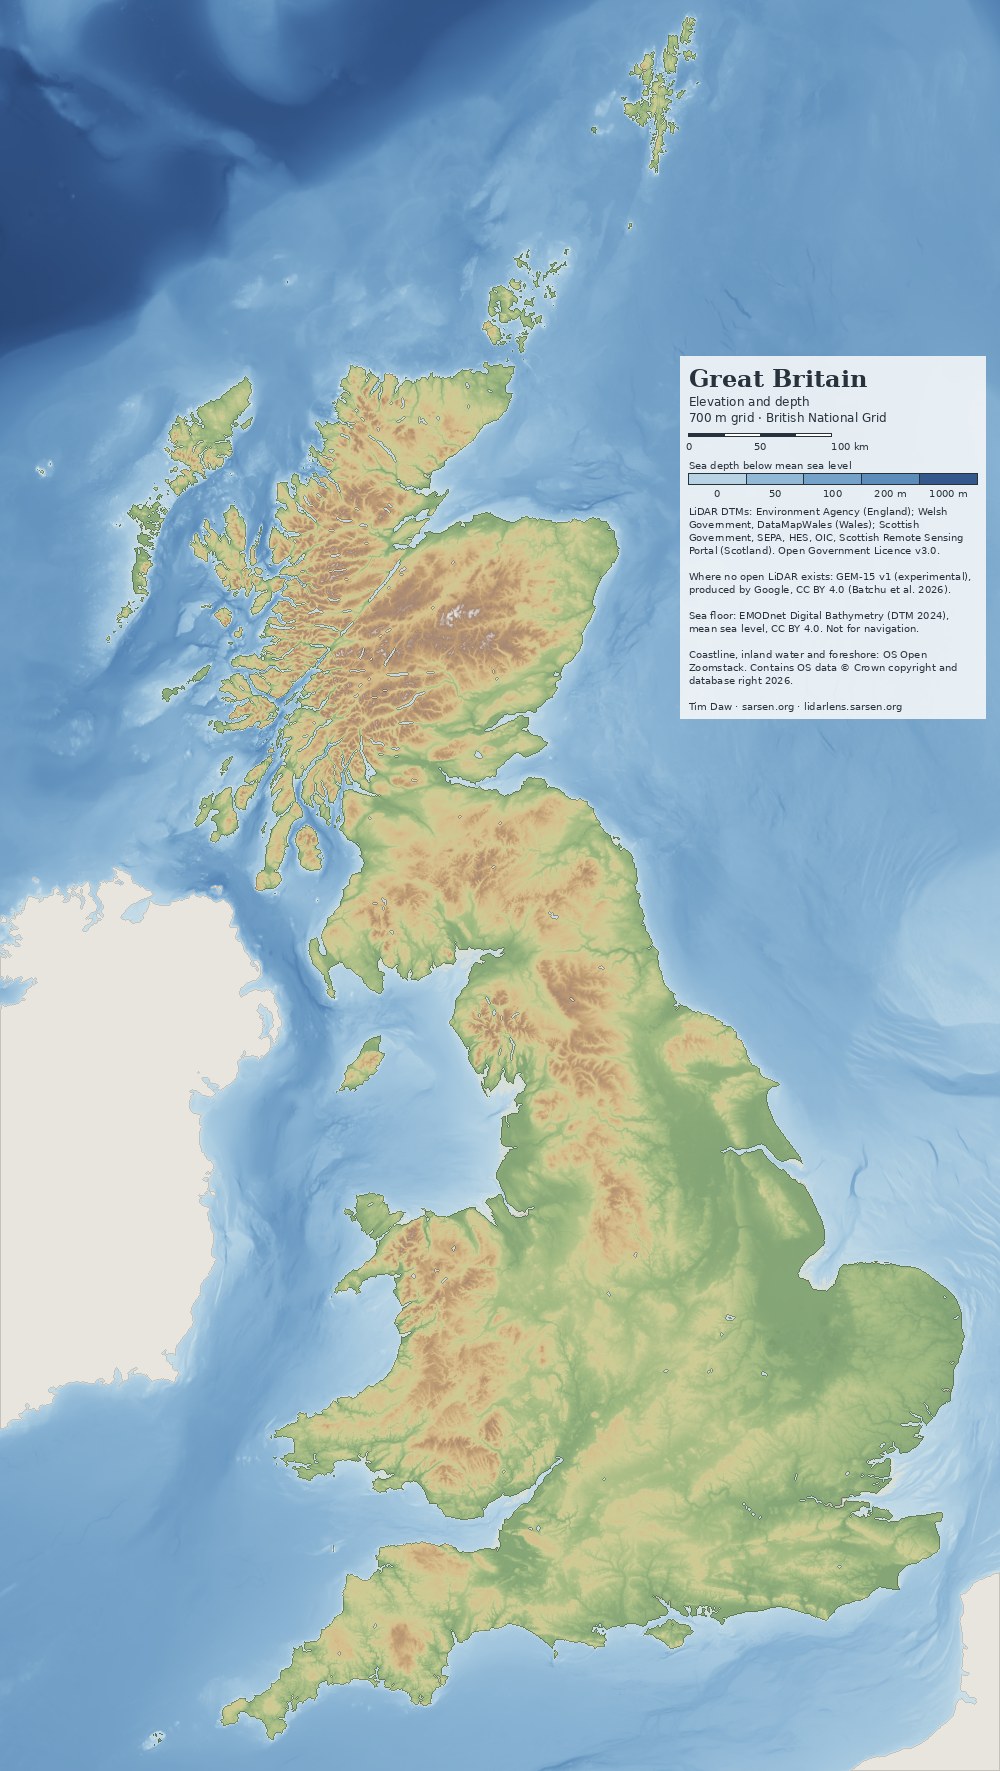 Great Britain
Elevation and depth
700 m grid · British National Grid
0 50 100 km
Sea depth below mean sea level
0 50 100 200 m 1000 m
LiDAR DTMs: Environment Agency (England); Welsh
Government, DataMapWales (Wales); Scottish
Government, SEPA, HES, OIC, Scottish Remote Sensing
Portal (Scotland). Open Government Licence v3.0.
Where no open LiDAR exists: GEM-15 v1 (experimental),
produced by Google, CC BY 4.0 (Batchu et al. 2026).
Sea floor: EMODnet Digital Bathymetry (DTM 2024),
mean sea level, CC BY 4.0. Not for navigation.
Coastline, inland water and foreshore: OS Open
Zoomstack. Contains OS data © Crown copyright and
database right 2026.
Tim Daw · sarsen.org · lidarlens.sarsen.org